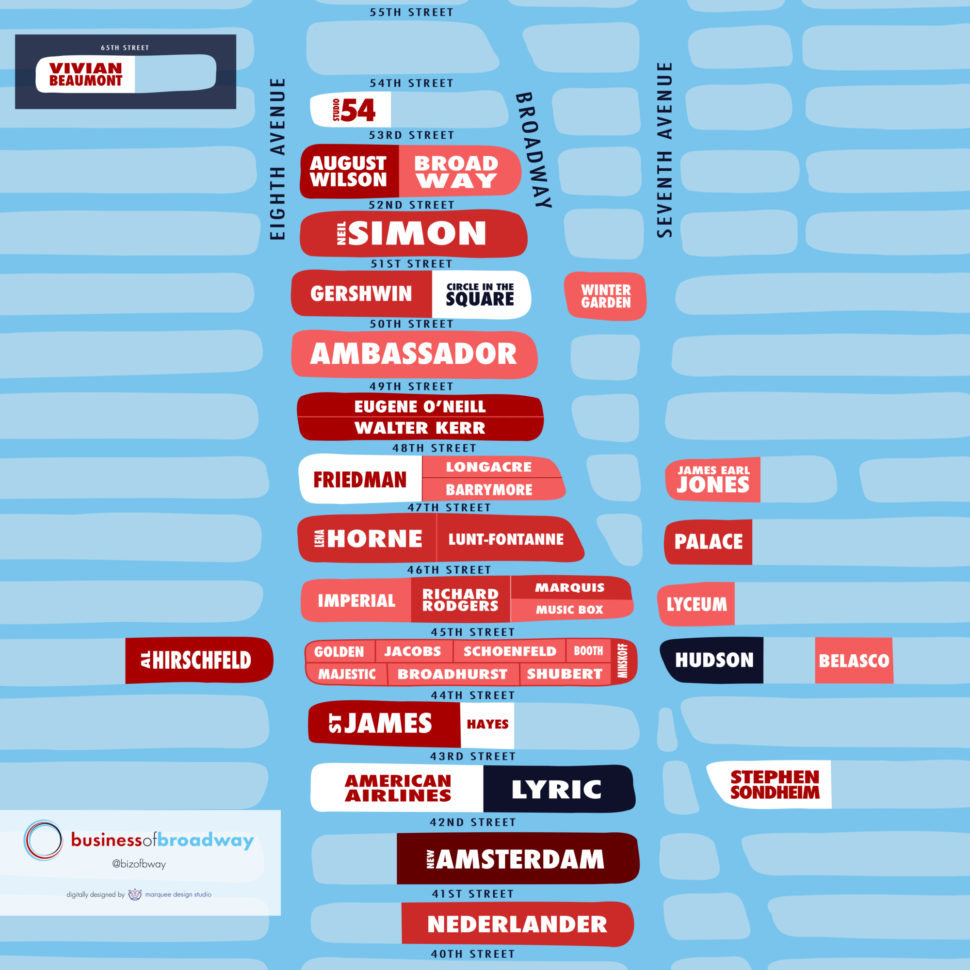 55TH STREET
65TH STREET
VIVIAN
BEAUMONT
EIGHTH AVENUE
BROADWAY
SEVENTH AVENUE
54TH STREET
STUDIO 54
53RD STREET
AUGUST
WILSON
BROAD
WAY
52ND STREET
NEIL SIMON
51ST STREET
GERSHWIN
CIRCLE IN THE
SQUARE
WINTER
GARDEN
50TH STREET
AMBASSADOR
49TH STREET
EUGENE O'NEILL
WALTER KERR
48TH STREET
FRIEDMAN
LONGACRE
BARRYMORE
JAMES EARL
JONES
47TH STREET
LENA HORNE
LUNT-FONTANNE
PALACE
46TH STREET
IMPERIAL
RICHARD
RODGERS
MARQUIS
MUSIC BOX
LYCEUM
45TH STREET
AL HIRSCHFELD
GOLDEN
JACOBS
SCHOENFELD
BOOTH
MINSKOFF
MAJESTIC
BROADHURST
SHUBERT
HUDSON
BELASCO
44TH STREET
ST JAMES
HAYES
43RD STREET
AMERICAN
AIRLINES
LYRIC
STEPHEN
SONDHEIM
42ND STREET
NEW AMSTERDAM
41ST STREET
NEDERLANDER
40TH STREET
businessofbroadway
@bizofbway
digitally designed by marquee design studio